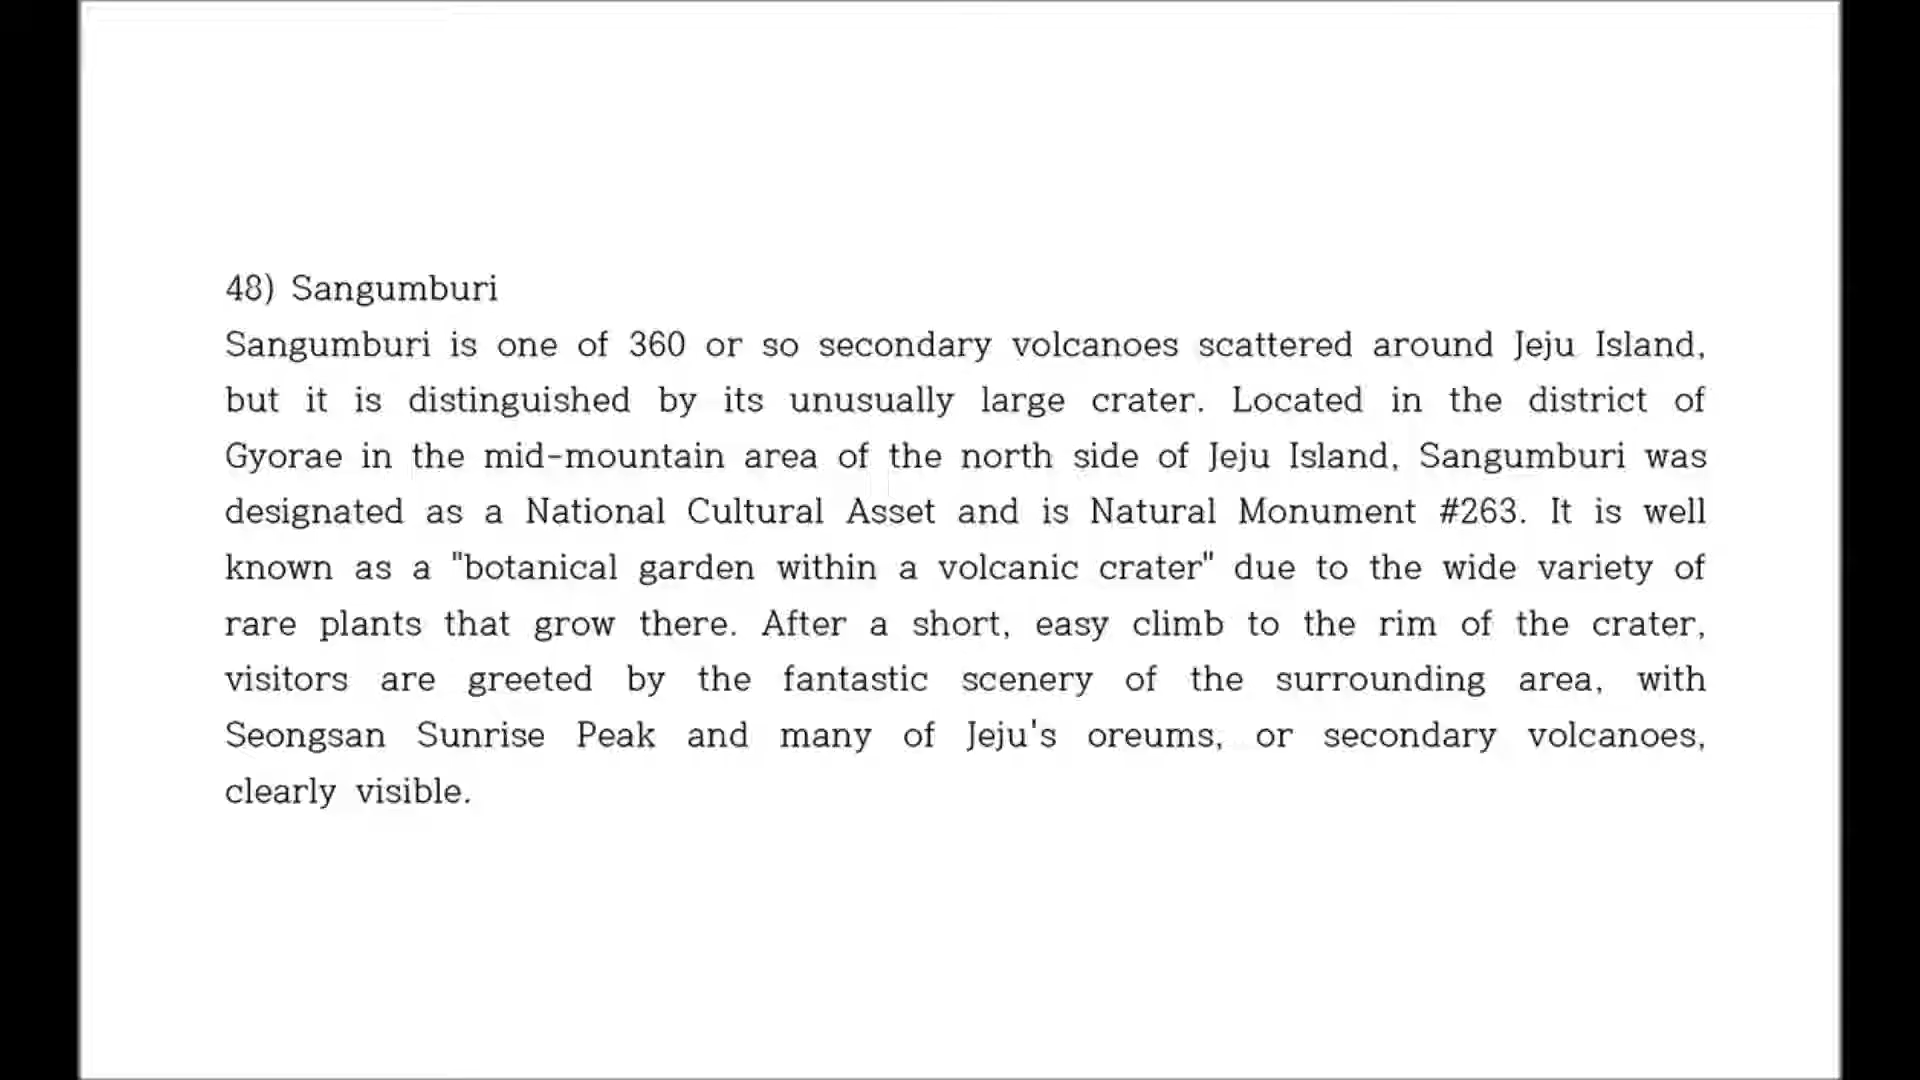 48) Sangumburi
Sangumburi is one of 360 or so secondary volcanoes scattered around Jeju Island,
but it is distinguished by its unusually large crater. Located in the district of
Gyorae in the mid-mountain area of the north side of Jeju Island, Sangumburi was
designated as a National Cultural Asset and is Natural Monument #263. It is well
known as a "botanical garden within a volcanic crater" due to the wide variety of
rare plants that grow there. After a short, easy climb to the rim of the crater,
visitors are greeted by the fantastic scenery of the surrounding area, with
Seongsan Sunrise Peak and many of Jeju's oreums, or secondary volcanoes,
clearly visible.